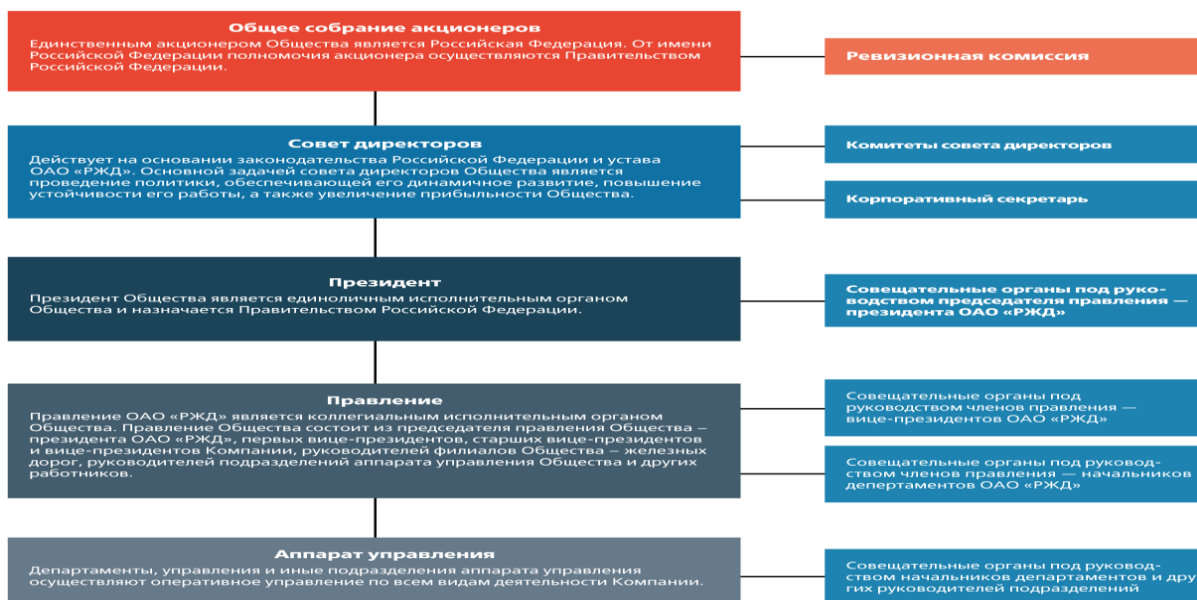 Общее собрание акционеров
Единственным акционером Общества является Российская Федерация. От имени
Российской Федерации полномочия акционера осуществляются Правительством
Российской Федерации.
Ревизионная комиссия
Совет директоров
Действует на основании законодательства Российской Федерации и устава
ОАО «РЖД». Основной задачей совета директоров Общества является
проведение политики, обеспечивающей его динамичное развитие, повышение
устойчивости его работы, а также увеличение прибыльности Общества.
Комитеты совета директоров
Корпоративный секретарь
Президент
Президент Общества является единоличным исполнительным органом
Общества и назначается Правительством Российской Федерации.
Совещательные органы под руко-
водством председателя правления —
президента ОАО «РЖД»
Правление
Правление ОАО «РЖД» является коллегиальным исполнительным органом
Общества. Правление Общества состоит из председателя правления Общества –
президента ОАО «РЖД», первых вице-президентов, старших вице-президентов
и вице-президентов Компании, руководителей филиалов Общества – железных
дорог, руководителей подразделений аппарата управления Общества и других
работников.
Совещательные органы под
руководством членов правления —
вице-президентов ОАО «РЖД»
Совещательные органы под руковод-
ством членов правления — начальников
депертаментов ОАО «РЖД»
Аппарат управления
Департаменты, управления и иные подразделения аппарата управления
осуществляют оперативное управление по всем видам деятельности Компании.
Совещательные органы под руковод-
ством начальников департаментов и дру
гих руководителей подразделений